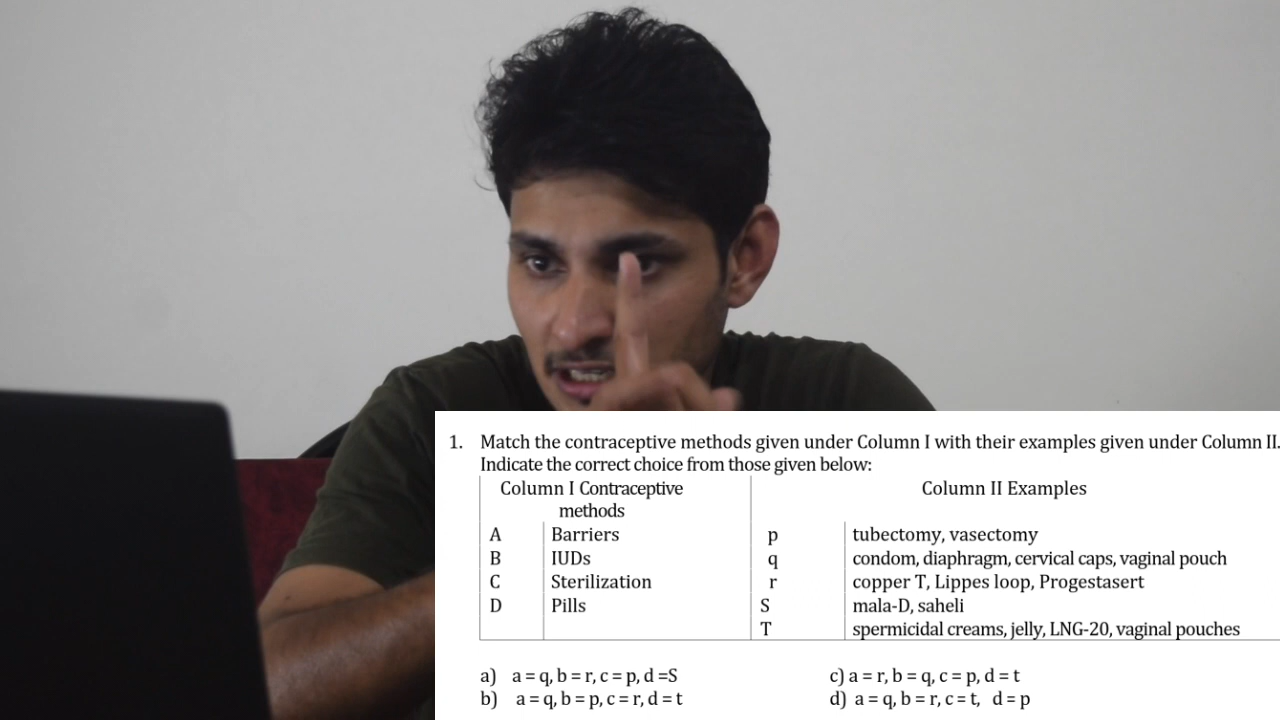 1. Match the contraceptive methods given under Column I with their examples given under Column II.
Indicate the correct choice from those given below:
Column I Contraceptive methods Column II Examples
A Barriers p tubectomy, vasectomy
B IUDs q condom, diaphragm, cervical caps, vaginal pouch
C Sterilization r copper T, Lippes loop, Progestasert
D Pills S mala-D, saheli
T spermicidal creams, jelly, LNG-20, vaginal pouches
a) a = q, b = r, c = p, d =S c) a = r, b = q, c = p, d = t
b) a = q, b = p, c = r, d = t d) a = q, b = r, c = t, d = p